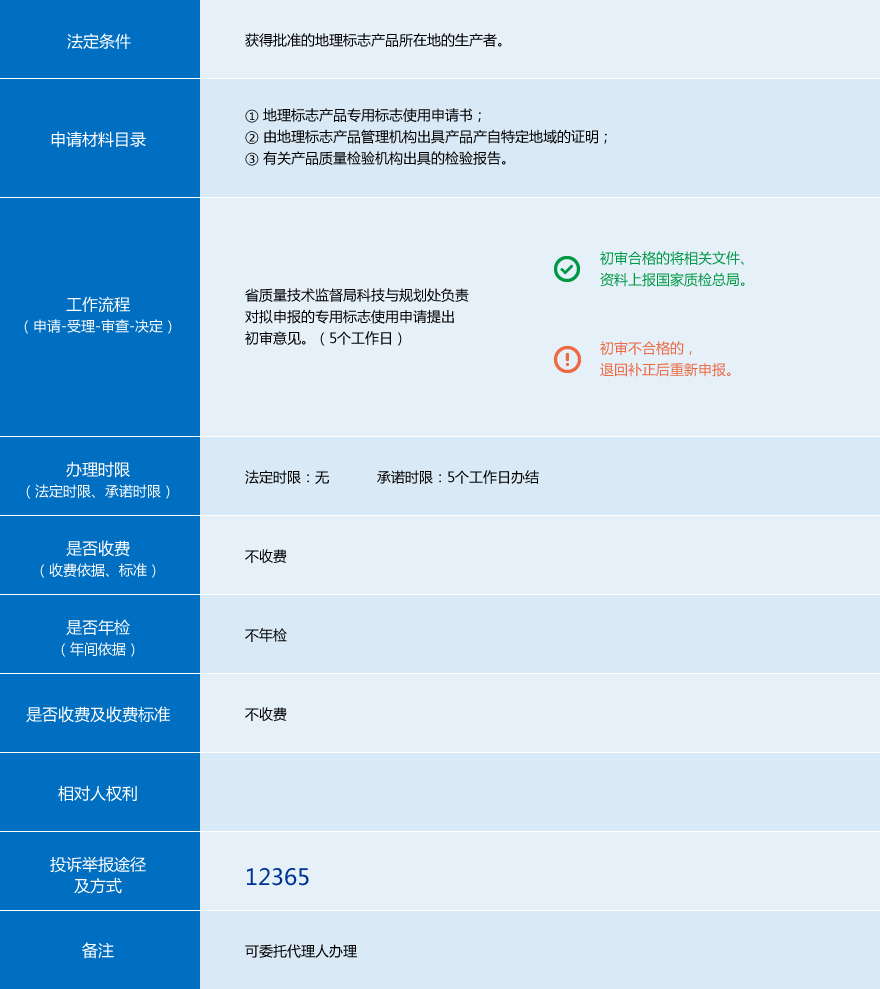 法定条件
获得批准的地理标志产品所在地的生产者。
申请材料目录
① 地理标志产品专用标志使用申请书；
② 由地理标志产品管理机构出具产品产自特定地域的证明；
③ 有关产品质量检验机构出具的检验报告。
工作流程
（申请-受理-审查-决定）
省质量技术监督局科技与规划处负责
对拟申报的专用标志使用申请提出
初审意见。（5个工作日）
初审合格的将相关文件、
资料上报国家质检总局。
初审不合格的，
退回补正后重新申报。
办理时限
（法定时限、承诺时限）
法定时限：无 承诺时限：5个工作日办结
是否收费
（收费依据、标准）
不收费
是否年检
（年间依据）
不年检
是否收费及收费标准
不收费
相对人权利
投诉举报途径
及方式
12365
备注
可委托代理人办理